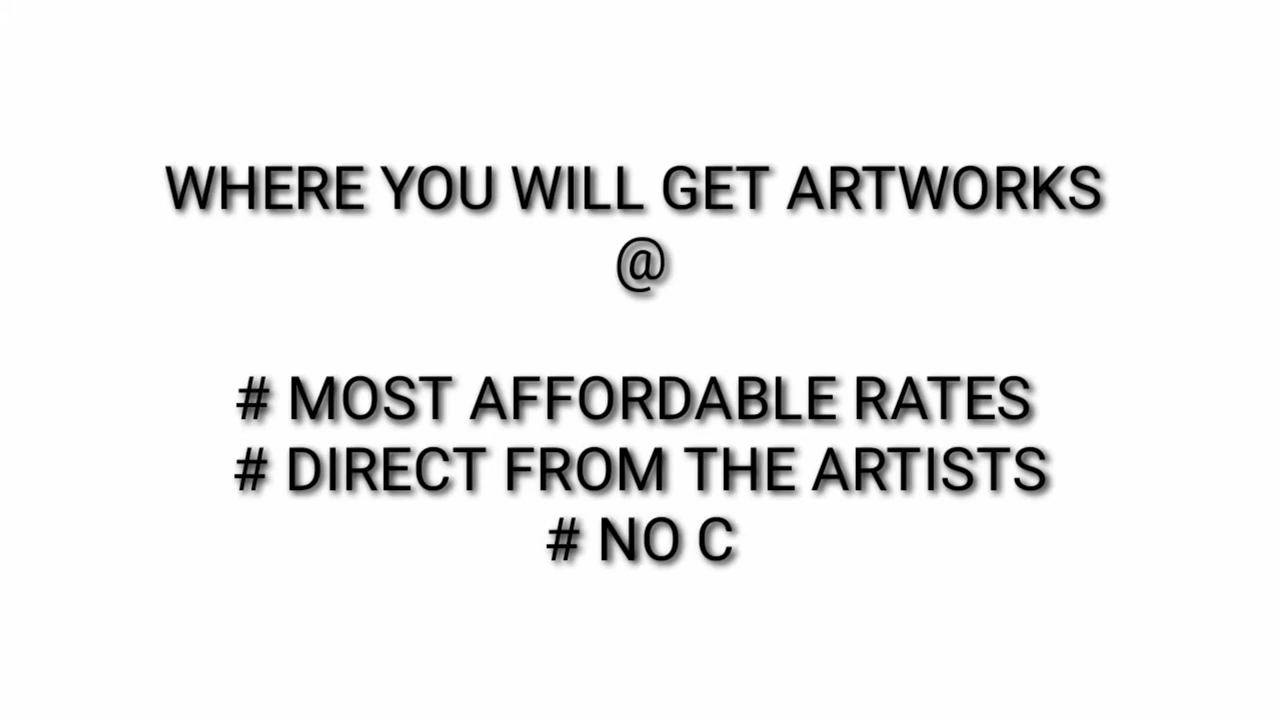 WHERE YOU WILL GET ARTWORKS
@
# MOST AFFORDABLE RATES
# DIRECT FROM THE ARTISTS
# NO C